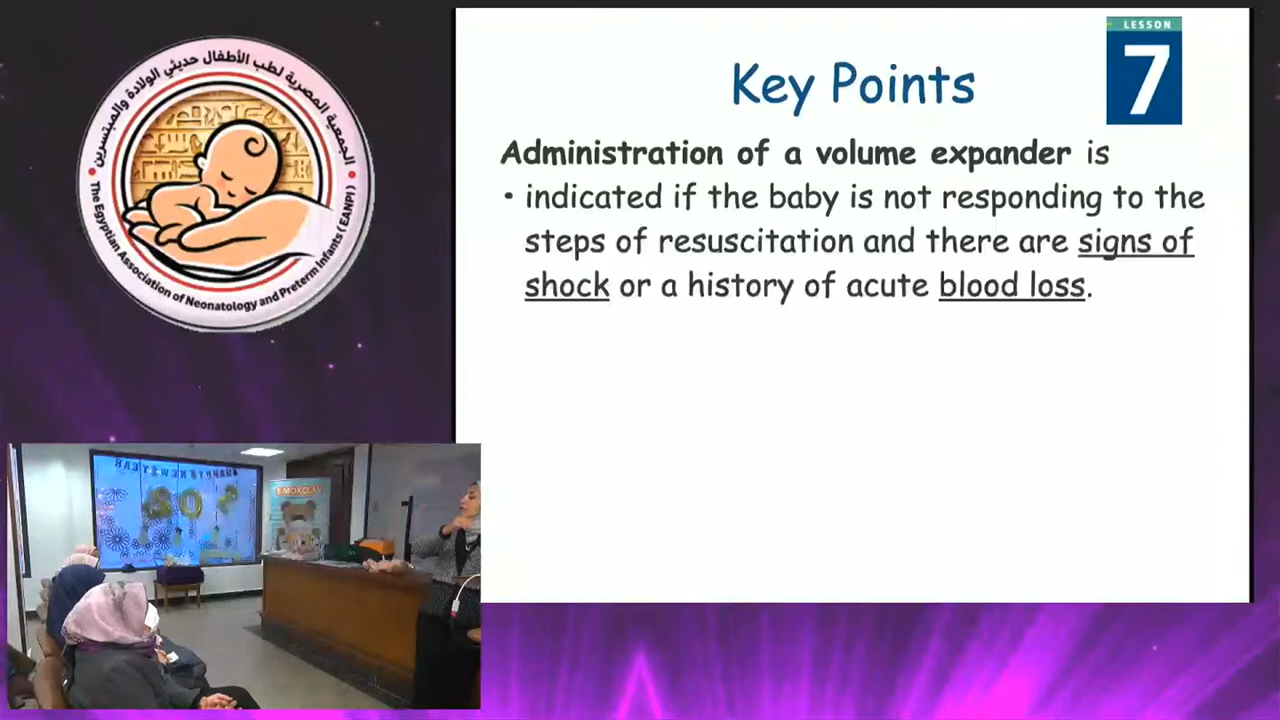 الجمعية المصرية لطب الأطفال حديثي الولادة والمبتسرين
The Egyptian Association of Neonatology and Preterm Infants (EANPI)
LESSON
7
Key Points
Administration of a volume expander is
• indicated if the baby is not responding to the
steps of resuscitation and there are signs of
shock or a history of acute blood loss.
E-MOXCLAV